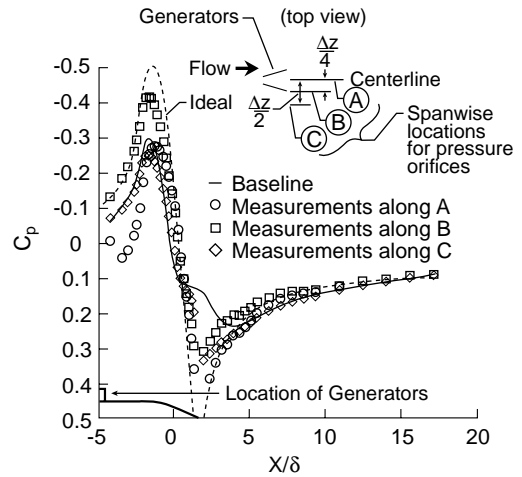 Generators
(top view)
Δz
4
Flow
Centerline
Ideal
Δz
2
A
B
C
Spanwise
locations
for pressure
orifices
Baseline
Measurements along A
Measurements along B
Measurements along C
Location of Generators
-0.5
-0.4
-0.3
-0.2
-0.1
0
0.1
0.2
0.3
0.4
0.5
Cp
-5
0
5
10
15
20
X/δ